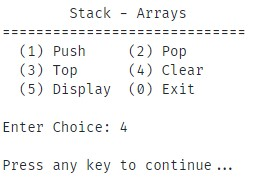 Stack - Arrays
==============================
(1) Push (2) Pop
(3) Top (4) Clear
(5) Display (0) Exit
Enter Choice: 4
Press any key to continue...